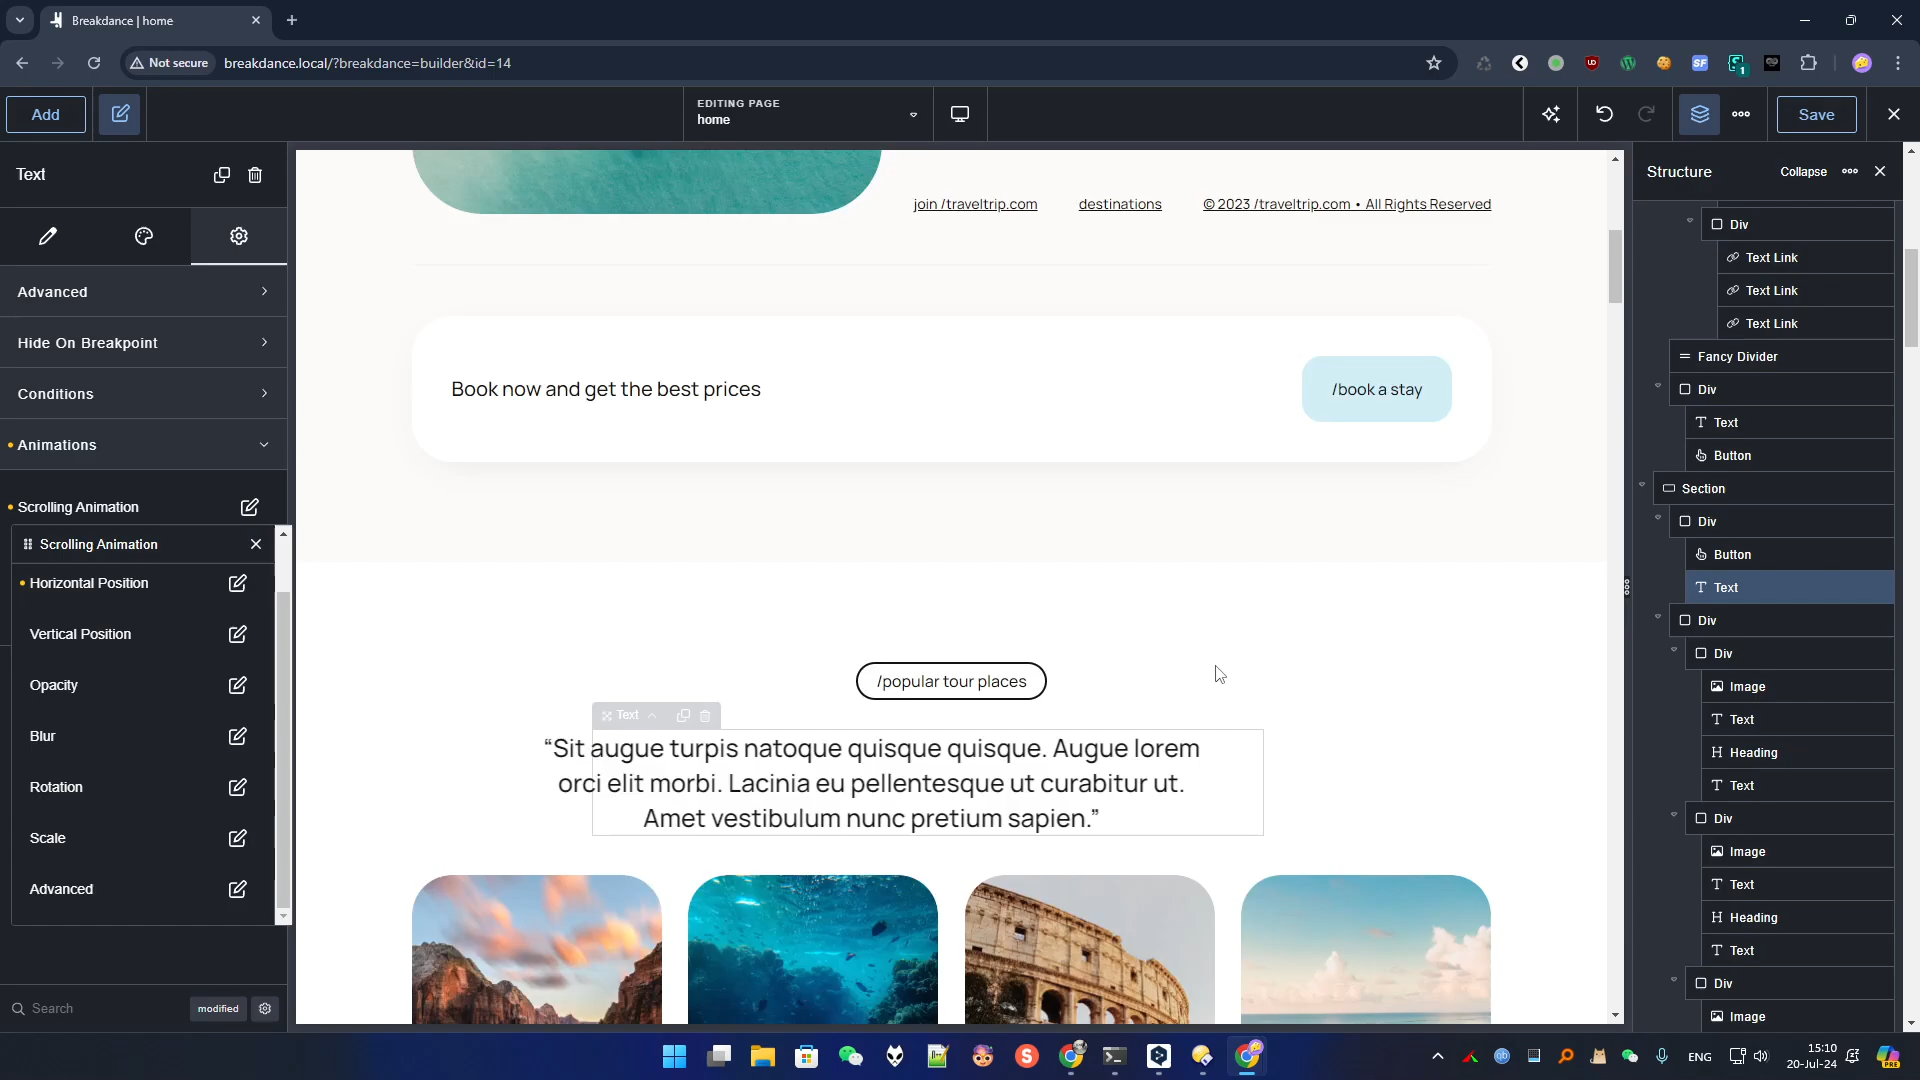 Breakdance | home
Not secure
breakdance.local/?breakdance=builder&id=14
Add
EDITING PAGE
home
Save
Text
Advanced
Hide On Breakpoint
Conditions
Animations
Scrolling Animation
Scrolling Animation
Horizontal Position
Vertical Position
Opacity
Blur
Rotation
Scale
Advanced
Search
modified
join /traveltrip.com
destinations
© 2023 /traveltrip.com • All Rights Reserved
Book now and get the best prices
/book a stay
/popular tour places
Text
“Sit augue turpis natoque quisque quisque. Augue lorem
orci elit morbi. Lacinia eu pellentesque ut curabitur ut.
Amet vestibulum nunc pretium sapien.”
Structure
Collapse
Div
Text Link
Text Link
Text Link
Fancy Divider
Div
Text
Button
Section
Div
Button
Text
Div
Div
Image
Text
Heading
Text
Div
Image
Text
Heading
Text
Div
Image
ENG
15:10
20-Jul-24